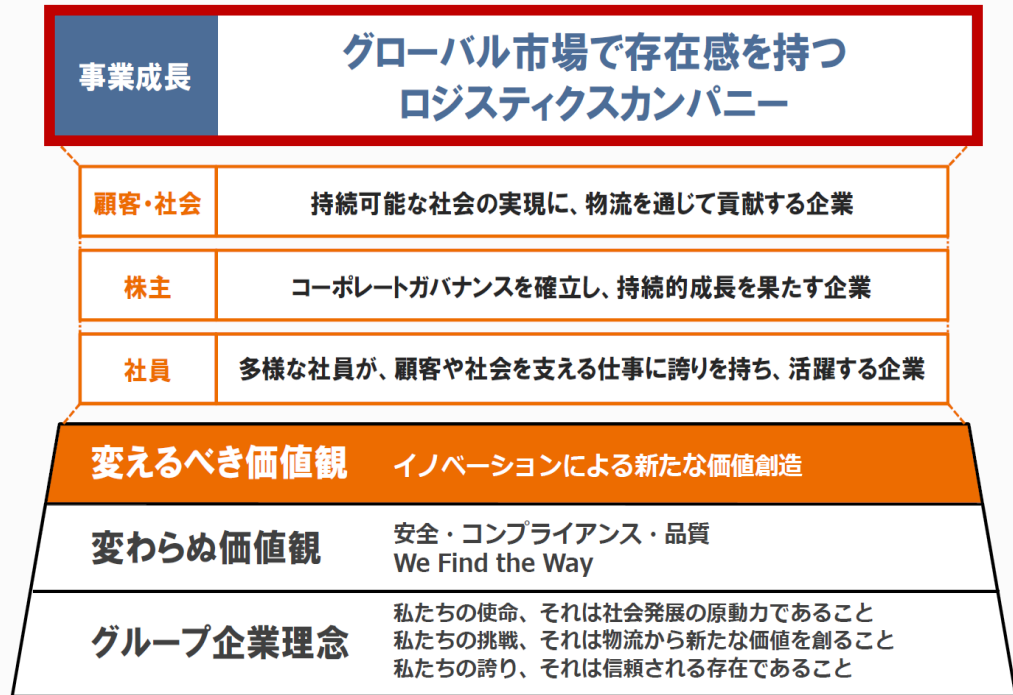 事業成長
グローバル市場で存在感を持つ
ロジスティクスカンパニー
顧客・社会
持続可能な社会の実現に、物流を通じて貢献する企業
株主
コーポレートガバナンスを確立し、持続的成長を果たす企業
社員
多様な社員が、顧客や社会を支える仕事に誇りを持ち、活躍する企業
変えるべき価値観
イノベーションによる新たな価値創造
変わらぬ価値観
安全・コンプライアンス・品質
We Find the Way
グループ企業理念
私たちの使命、それは社会発展の原動力であること
私たちの挑戦、それは物流から新たな価値を創ること
私たちの誇り、それは信頼される存在であること